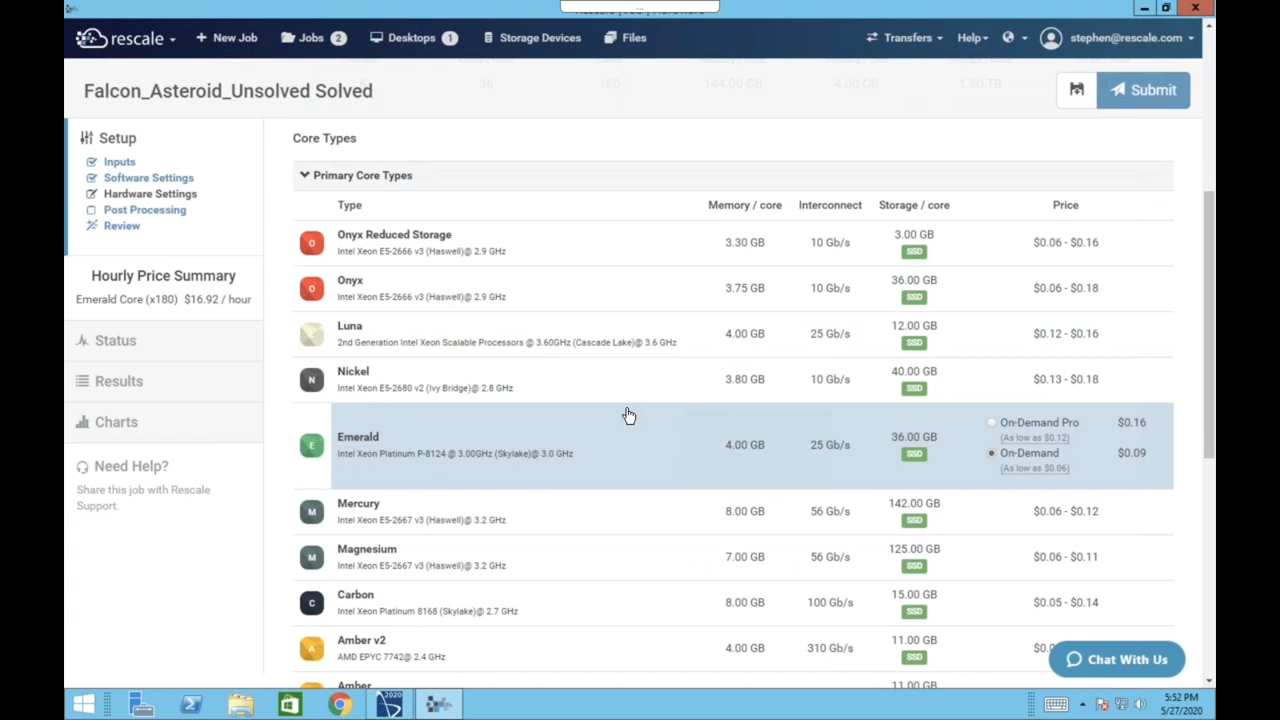 ...
rescale
New Job
Jobs 2
Desktops 1
Storage Devices
Files
Transfers
Help
stephen@rescale.com
36 180 144.00 GB 4.00 GB
Falcon_Asteroid_Unsolved Solved
Submit
Setup
Inputs
Software Settings
Hardware Settings
Post Processing
Review
Hourly Price Summary
Emerald Core (x180) $16.92 / hour
Status
Results
Charts
Need Help?
Share this job with Rescale
Support.
Core Types
Primary Core Types
Type Memory / core Interconnect Storage / core Price
O Onyx Reduced Storage 3.30 GB 10 Gb/s 3.00 GB $0.06 - $0.16
Intel Xeon E5-2666 v3 (Haswell)@ 2.9 GHz SSD
O Onyx 3.75 GB 10 Gb/s 36.00 GB $0.06 - $0.18
Intel Xeon E5-2666 v3 (Haswell)@ 2.9 GHz SSD
Luna 4.00 GB 25 Gb/s 12.00 GB $0.12 - $0.16
2nd Generation Intel Xeon Scalable Processors @ 3.60GHz (Cascade Lake)@ 3.6 GHz SSD
N Nickel 3.80 GB 10 Gb/s 40.00 GB $0.13 - $0.18
Intel Xeon E5-2680 v2 (Ivy Bridge)@ 2.8 GHz SSD
E Emerald 4.00 GB 25 Gb/s 36.00 GB
Intel Xeon Platinum P-8124 @ 3.00GHz (Skylake)@ 3.0 GHz SSD
On-Demand Pro $0.16
(As low as $0.12)
On-Demand $0.09
(As low as $0.06)
M Mercury 8.00 GB 56 Gb/s 142.00 GB $0.06 - $0.12
Intel Xeon E5-2667 v3 (Haswell)@ 3.2 GHz SSD
M Magnesium 7.00 GB 56 Gb/s 125.00 GB $0.06 - $0.11
Intel Xeon E5-2667 v3 (Haswell)@ 3.2 GHz SSD
C Carbon 8.00 GB 100 Gb/s 15.00 GB $0.05 - $0.14
Intel Xeon Platinum 8168 (Skylake)@ 2.7 GHz SSD
A Amber v2 4.00 GB 310 Gb/s 11.00 GB
AMD EPYC 7742@ 2.4 GHz SSD
Amber 11.00 GB
Chat With Us
2020
5:52 PM
5/27/2020